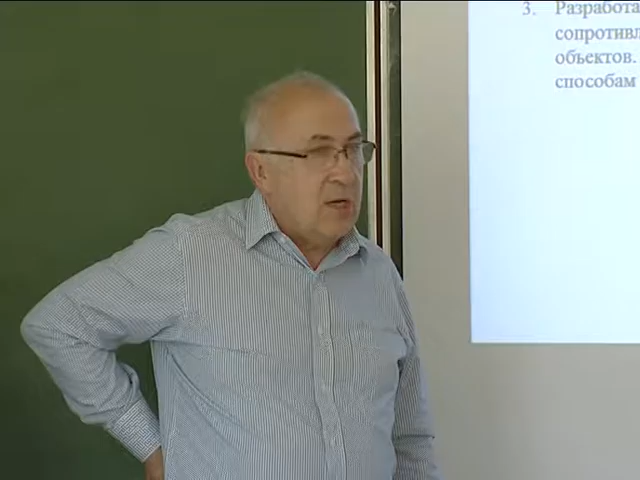 3. Разработа
сопротивл
объектов.
способам